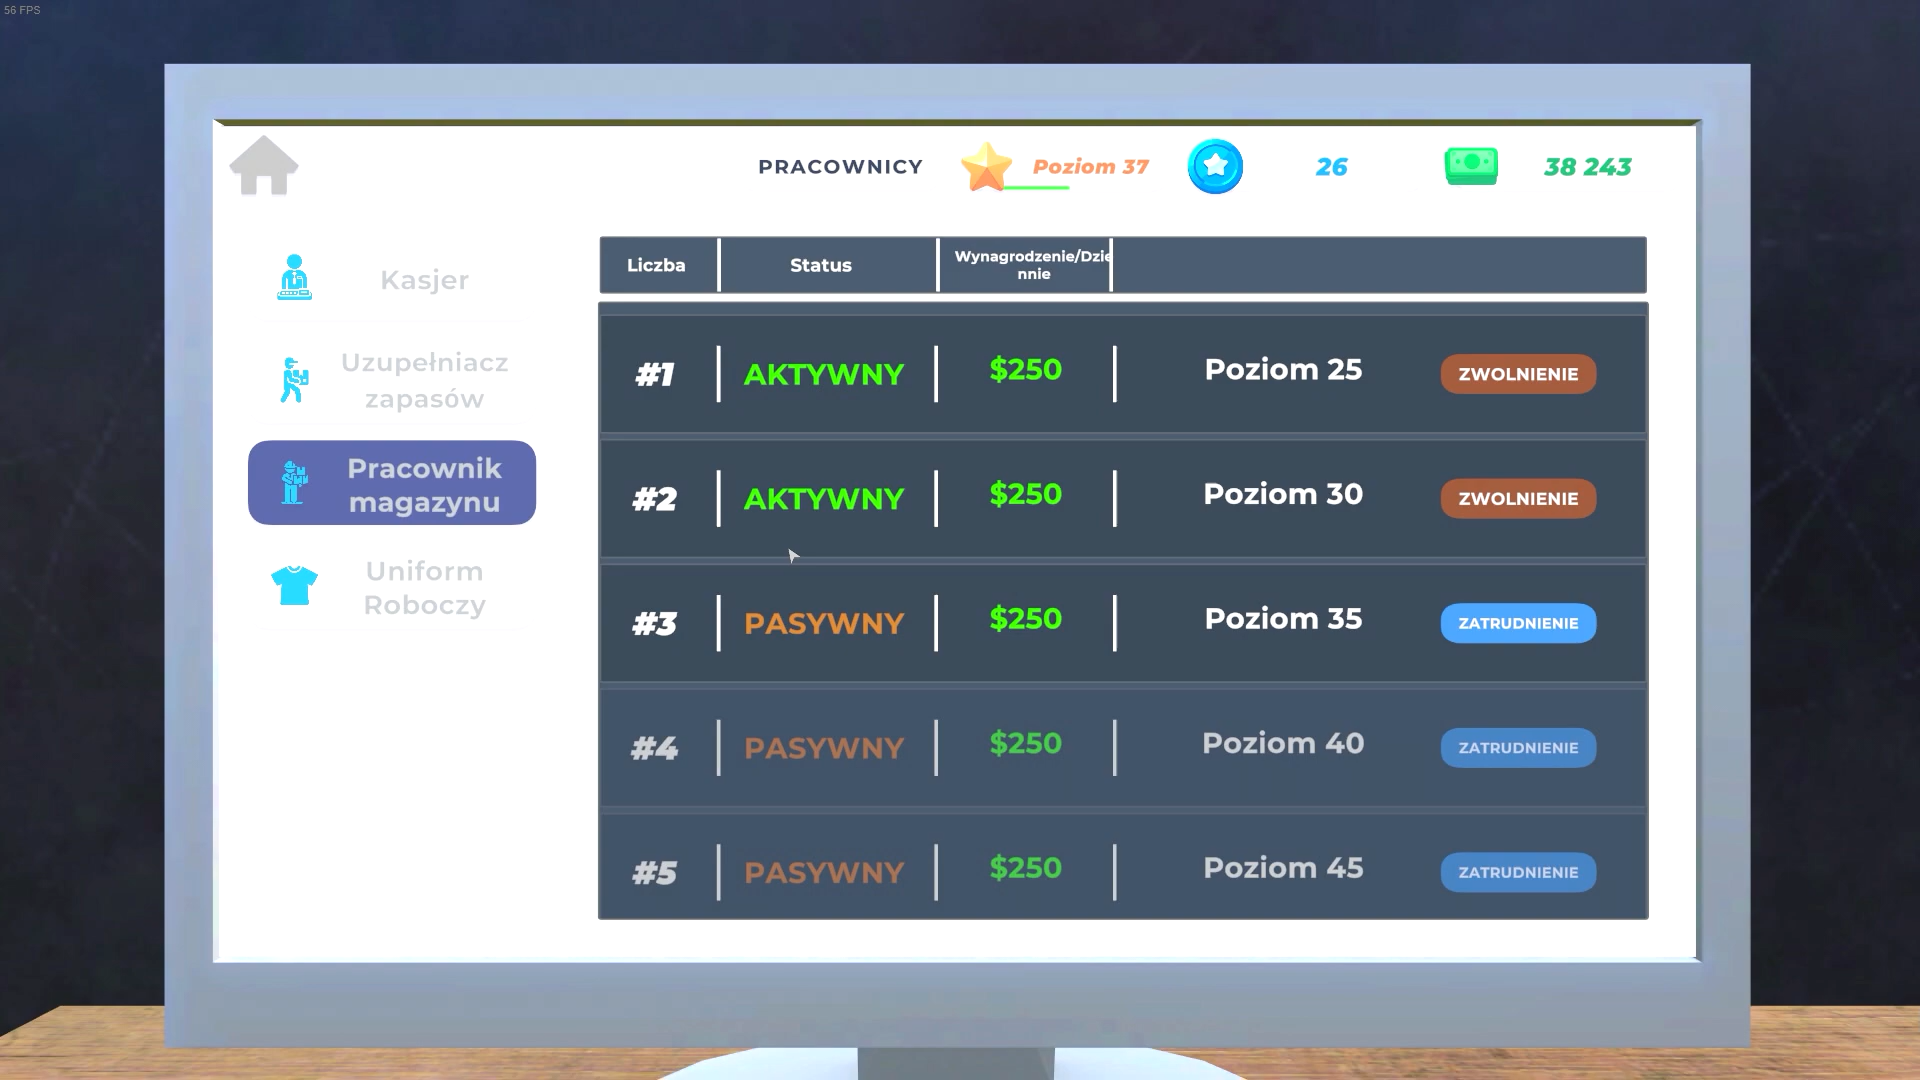 56 FPS
PRACOWNICY
Poziom 37
26
38 243
Kasjer
Uzupełniacz
zapasów
Pracownik
magazynu
Uniform
Roboczy
Liczba
Status
Wynagrodzenie/Dzie
nnie
#1 AKTYWNY $250 Poziom 25 ZWOLNIENIE
#2 AKTYWNY $250 Poziom 30 ZWOLNIENIE
#3 PASYWNY $250 Poziom 35 ZATRUDNIENIE
#4 PASYWNY $250 Poziom 40 ZATRUDNIENIE
#5 PASYWNY $250 Poziom 45 ZATRUDNIENIE